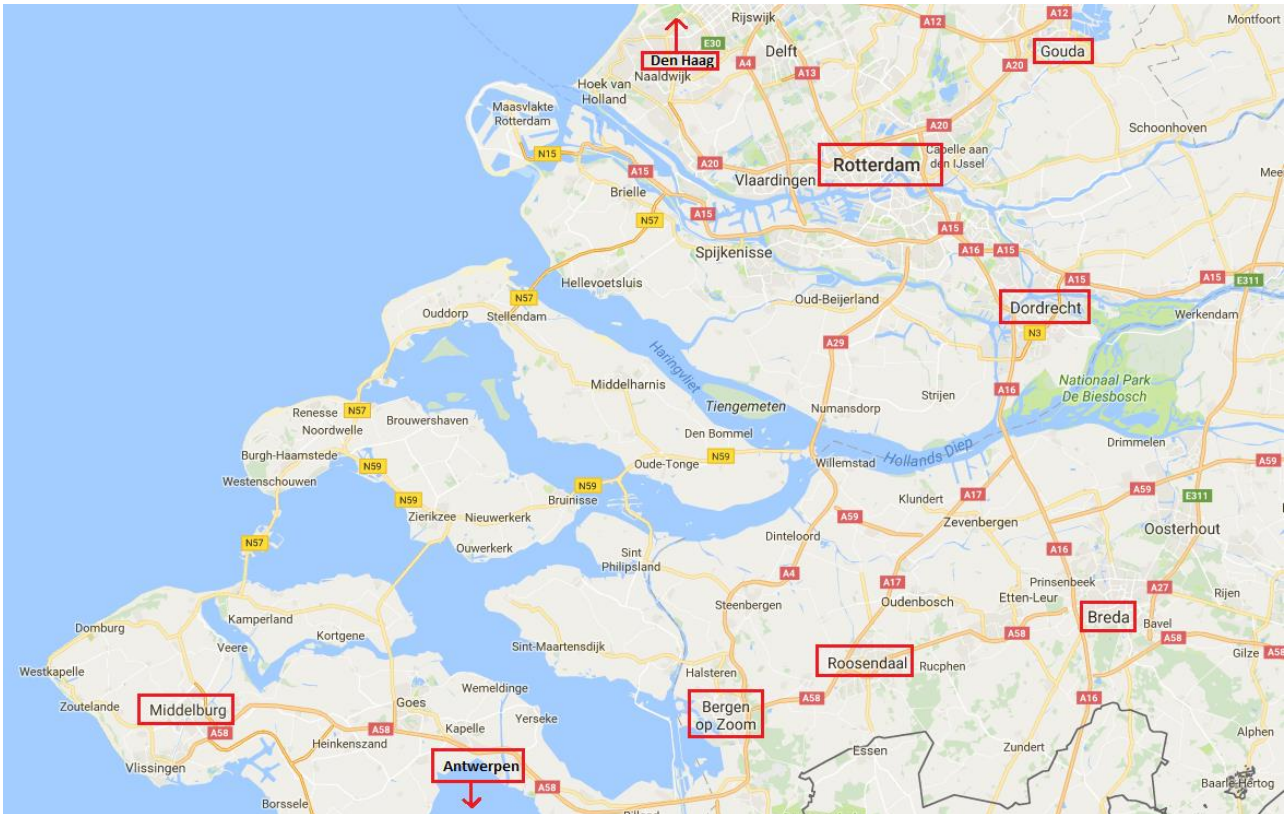 Rijswijk
A12
A12
Montfoort
Den Haag
E30
Delft
Gouda
A4
A20
Naaldwijk
A13
Hoek van
Holland
Maasvlakte
Rotterdam
A20
Schoonhoven
N15
Capelle aan
den IJssel
A20
Rotterdam
A15
Vlaardingen
Mee
Brielle
N57
A15
A15
A16
A15
Spijkenisse
Hellevoetsluis
A15
A15
E311
N57
Oud-Beijerland
Dordrecht
Ouddorp
Stellendam
Werkendam
N3
A29
Haringvliet
Middelharnis
Nationaal Park
De Biesbosch
A16
Strijen
Tiengemeten
Numansdorp
Renesse
N57
Brouwershaven
Noordwelle
Den Bommel
Drimmelen
Hollands Diep
Burgh-Haamstede
N59
Oude-Tonge
N59
Willemstad
A59
Westenschouwen
N59
N59
Bruinisse
Klundert
A17
A59
E311
Zierikzee
Nieuwerkerk
A59
Zevenbergen
Oosterhout
Dinteloord
N57
Ouwerkerk
Sint
Philipsland
A16
A4
A17
Prinsenbeek
A27
Etten-Leur
Rijen
Oudenbosch
Steenbergen
Kamperland
Breda
Bavel
Domburg
Kortgene
A58
A58
Veere
Sint-Maartensdijk
Gilze
A58
Roosendaal
Rucphen
Westkapelle
Halsteren
Wemeldinge
A58
A16
Zoutelande
Middelburg
Goes
Bergen
op Zoom
Yerseke
A58
A58
Kapelle
Alphen
Heinkenszand
Essen
Zundert
Vlissingen
Antwerpen
A58
Baarle-Hertog
Borssele
Rilland